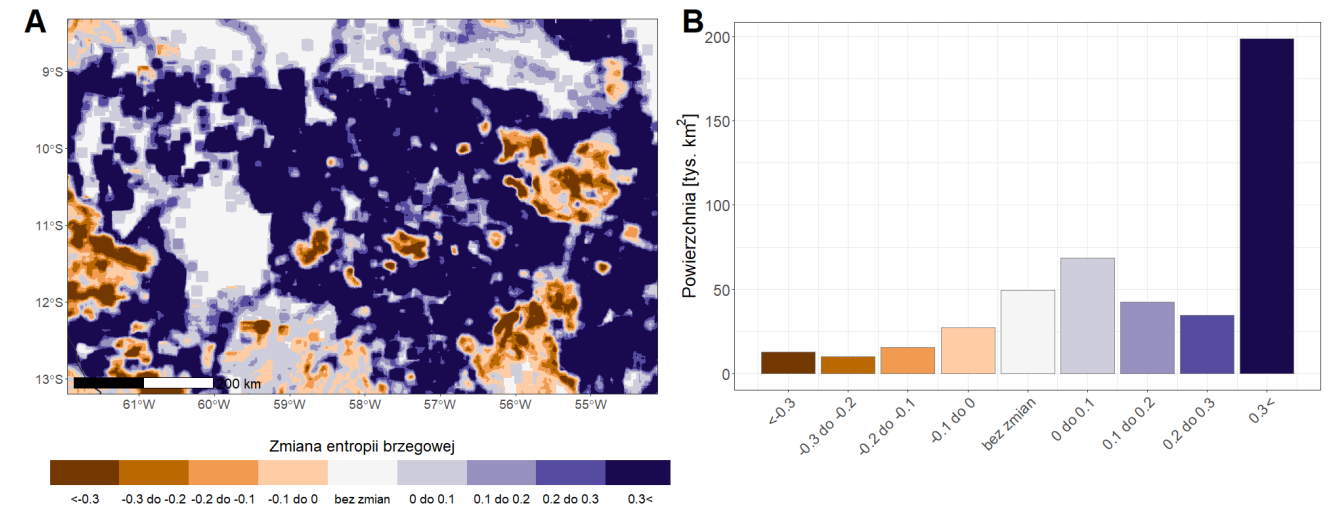 A
9°S
10°S
11°S
12°S
13°S
200 km
61°W 60°W 59°W 58°W 57°W 56°W 55°W
Zmiana entropii brzegowej
<-0.3 -0.3 do -0.2 -0.2 do -0.1 -0.1 do 0 bez zmian 0 do 0.1 0.1 do 0.2 0.2 do 0.3 0.3<
B
Powierzchnia [tys. km²]
200
150
100
50
0
<-0.3 -0.3 do -0.2 -0.2 do -0.1 -0.1 do 0 bez zmian 0 do 0.1 0.1 do 0.2 0.2 do 0.3 0.3<